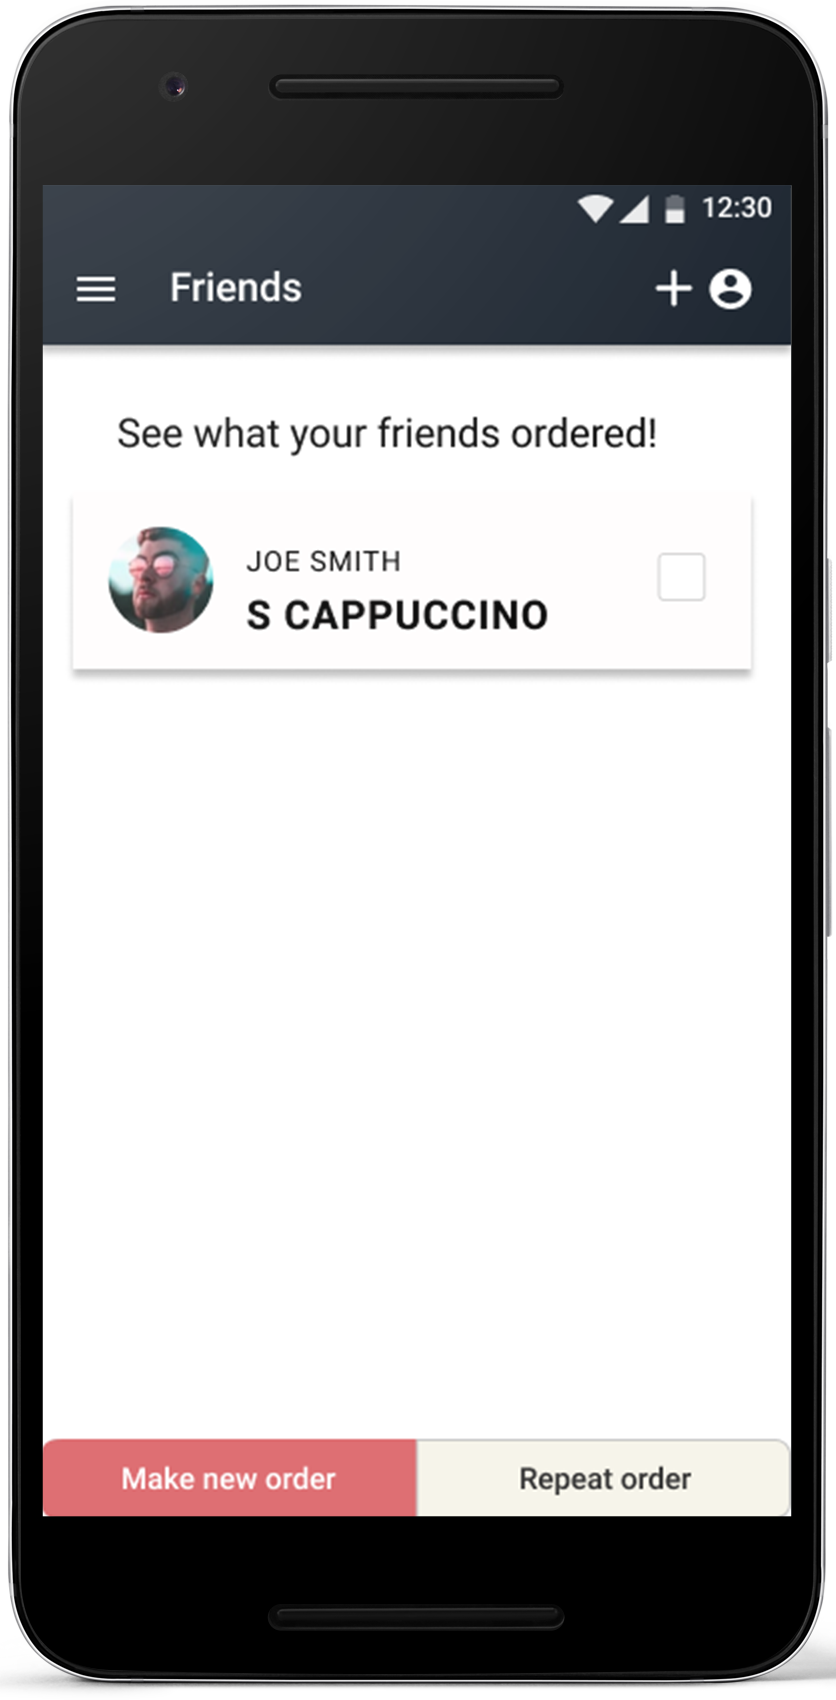 12:30
Friends
See what your friends ordered!
JOE SMITH
S CAPPUCCINO
Make new order
Repeat order